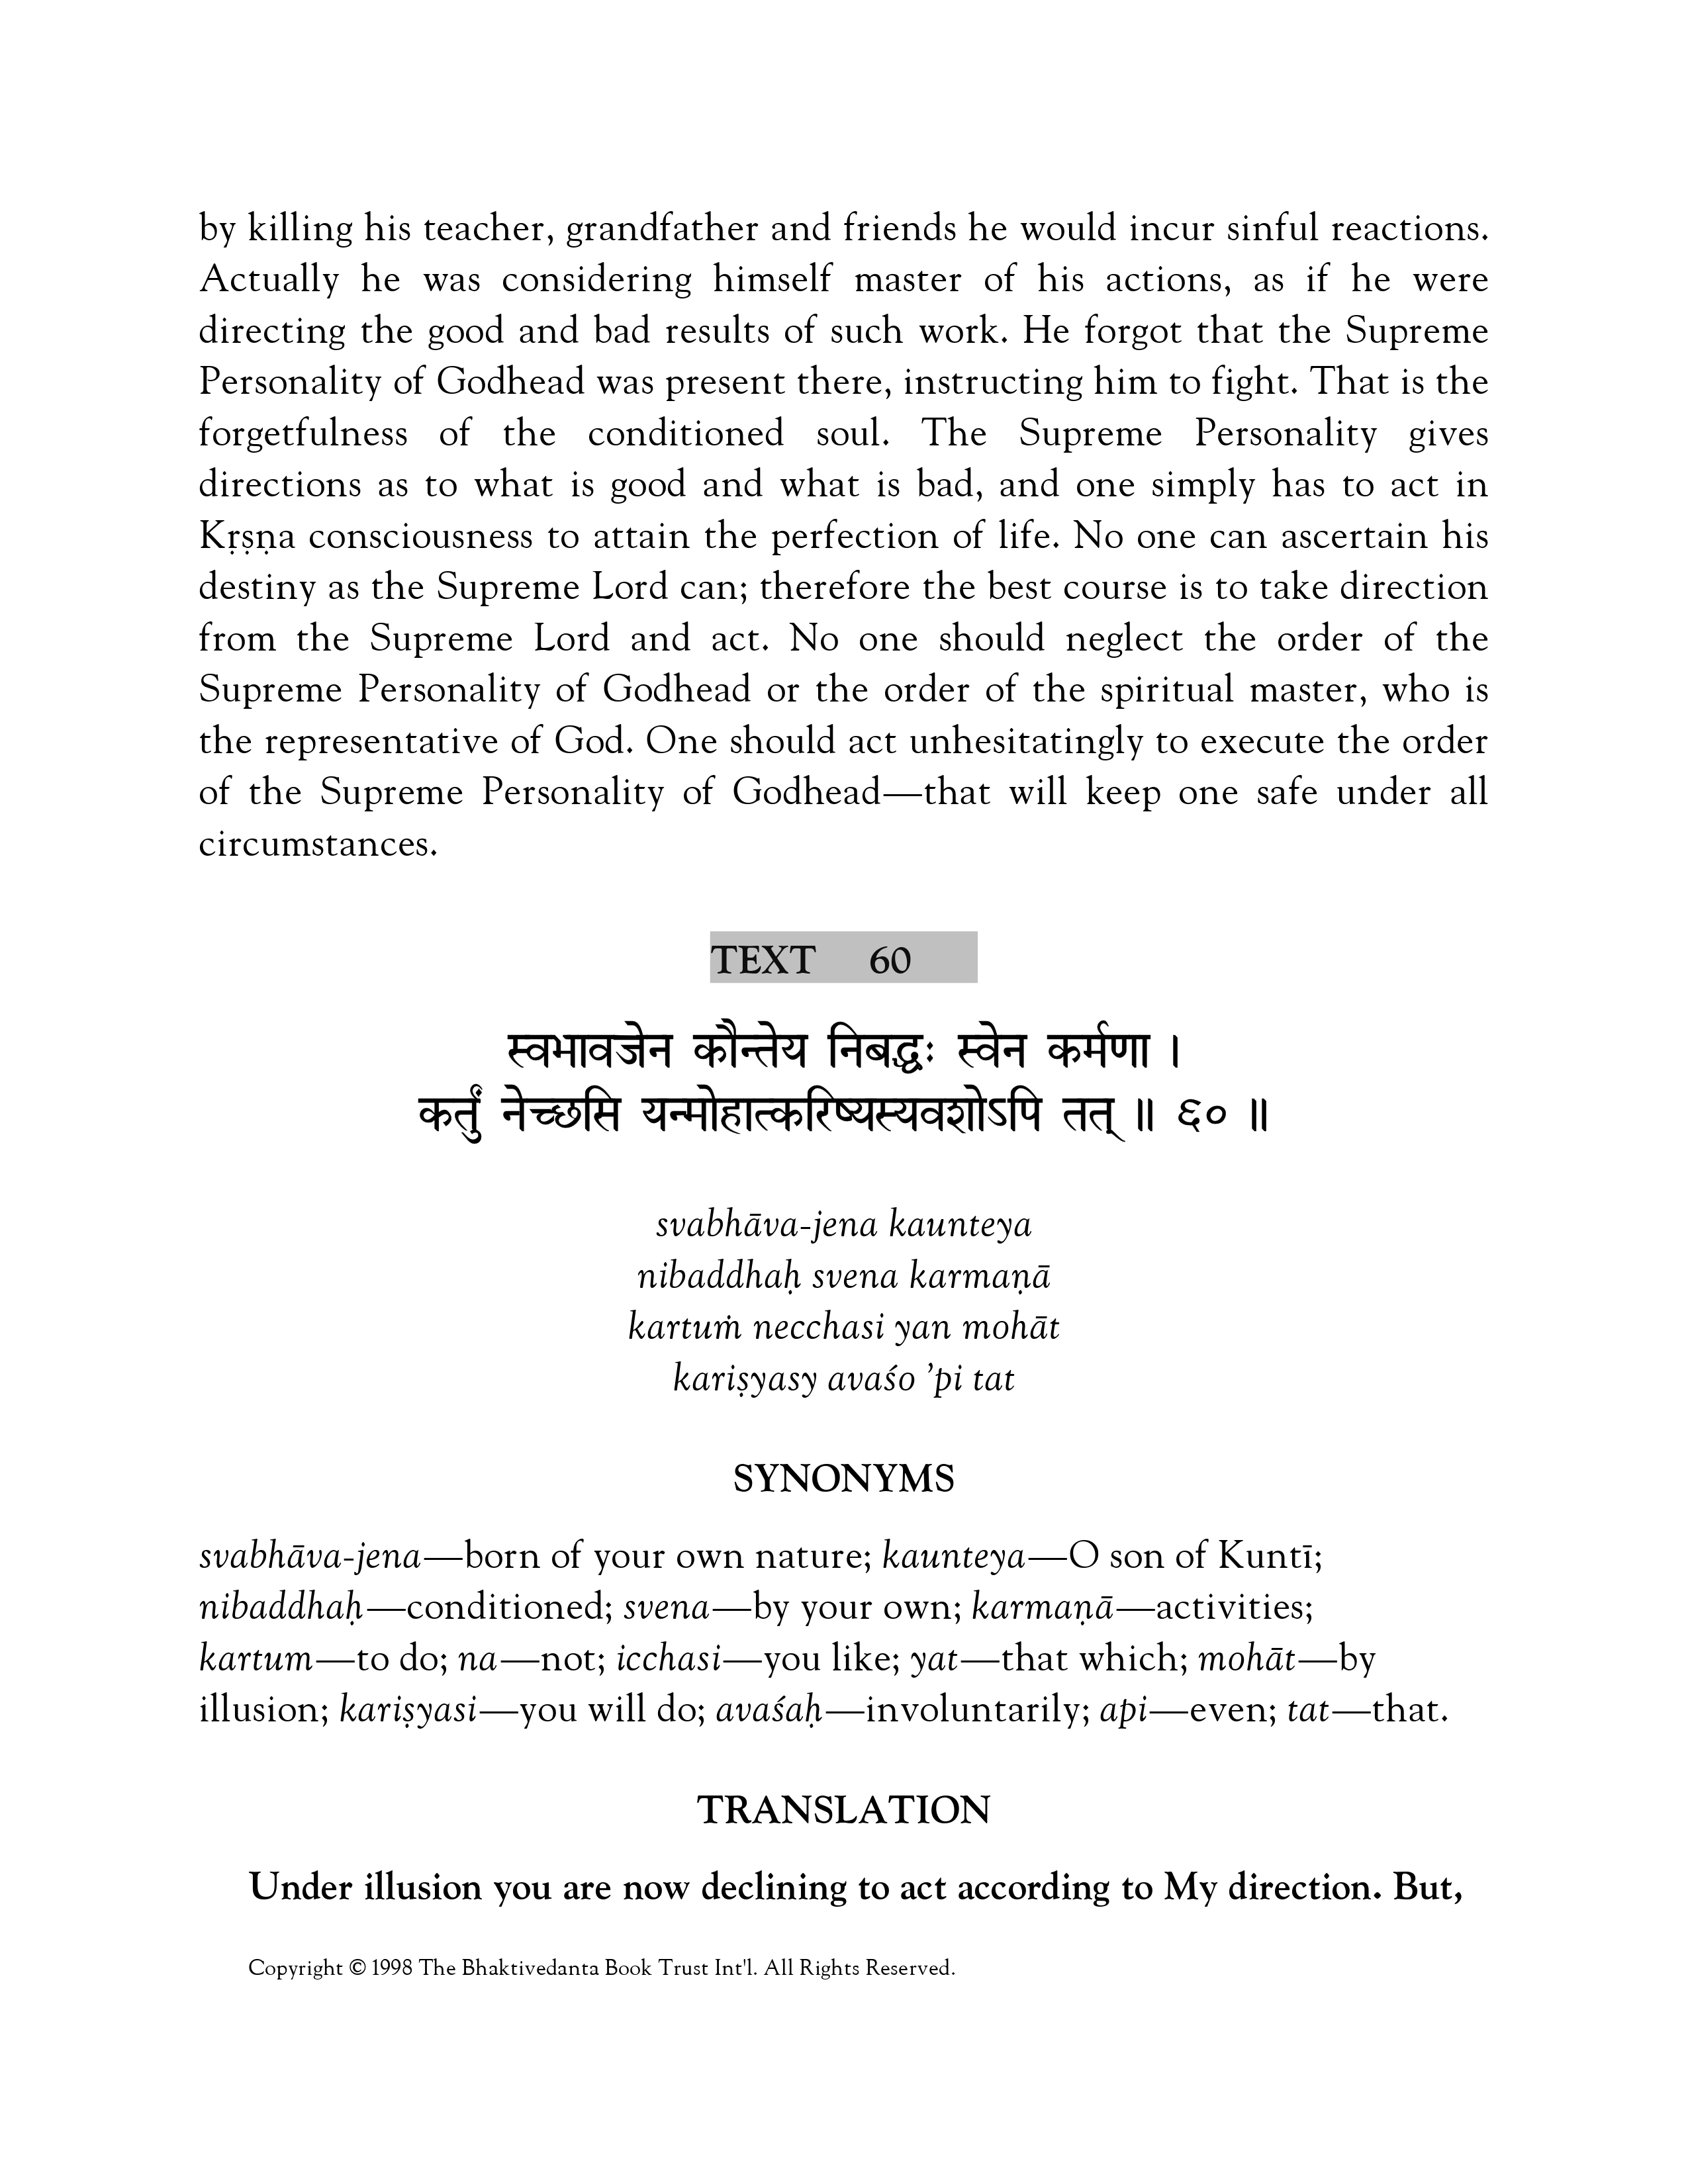 by killing his teacher, grandfather and friends he would incur sinful reactions.
Actually he was considering himself master of his actions, as if he were
directing the good and bad results of such work. He forgot that the Supreme
Personality of Godhead was present there, instructing him to fight. That is the
forgetfulness of the conditioned soul. The Supreme Personality gives
directions as to what is good and what is bad, and one simply has to act in
Kṛṣṇa consciousness to attain the perfection of life. No one can ascertain his
destiny as the Supreme Lord can; therefore the best course is to take direction
from the Supreme Lord and act. No one should neglect the order of the
Supreme Personality of Godhead or the order of the spiritual master, who is
the representative of God. One should act unhesitatingly to execute the order
of the Supreme Personality of Godhead—that will keep one safe under all
circumstances.
TEXT 60
स्वभावजेन कौन्तेय निबद्धः स्वेन कर्मणा ।
कर्तुं नेच्छसि यन्मोहात्करिष्यस्यवशोऽपि तत् ॥ ६० ॥
svabhāva-jena kaunteya
nibaddhaḥ svena karmaṇā
kartuṁ necchasi yan mohāt
kariṣyasy avaśo ’pi tat
SYNONYMS
svabhāva-jena—born of your own nature; kaunteya—O son of Kuntī;
nibaddhaḥ—conditioned; svena—by your own; karmaṇā—activities;
kartum—to do; na—not; icchasi—you like; yat—that which; mohāt—by
illusion; kariṣyasi—you will do; avaśaḥ—involuntarily; api—even; tat—that.
TRANSLATION
Under illusion you are now declining to act according to My direction. But,
Copyright © 1998 The Bhaktivedanta Book Trust Int'l. All Rights Reserved.